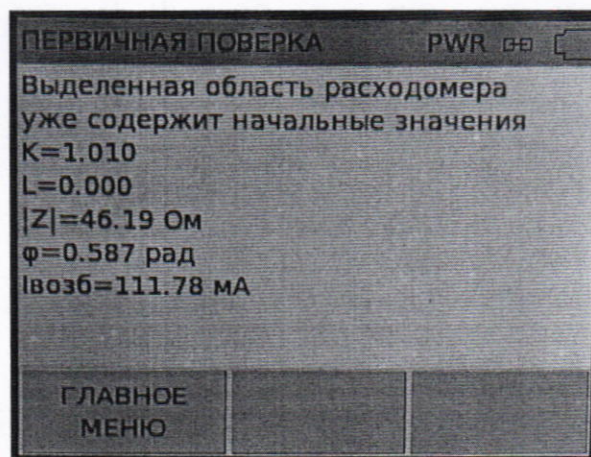 ПЕРВИЧНАЯ ПОВЕРКА PWR
Выделенная область расходомера
уже содержит начальные значения
K=1.010
L=0.000
|Z|=46.19 Ом
φ=0.587 рад
Iвозб=111.78 мА
ГЛАВНОЕ
МЕНЮ